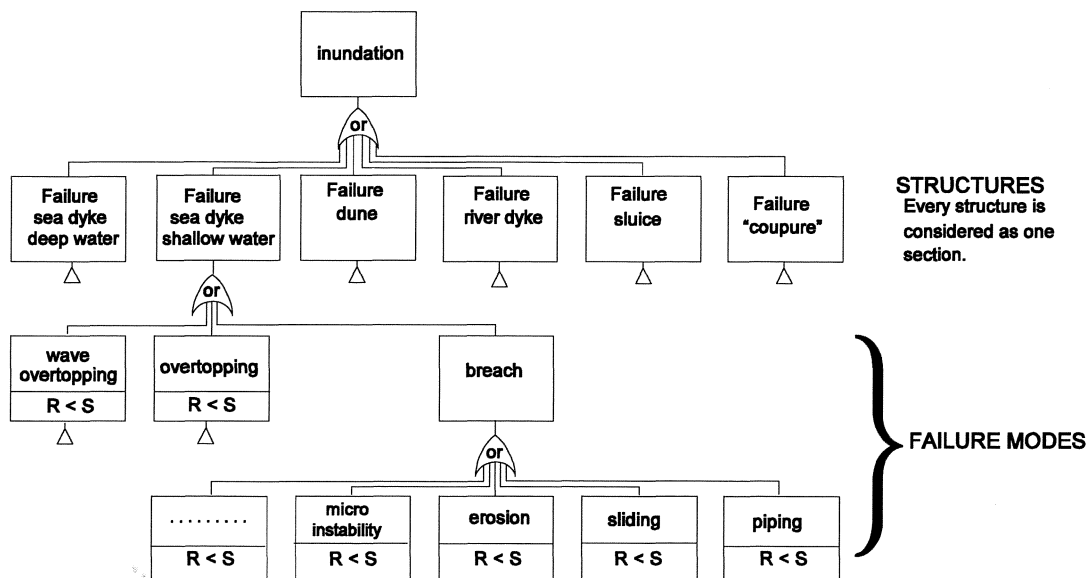 inundation
or
Failure
sea dyke
deep water
Failure
sea dyke
shallow water
Failure
dune
Failure
river dyke
Failure
sluice
Failure
"coupure"
STRUCTURES
Every structure is
considered as one
section.
or
wave
overtopping
R < S
overtopping
R < S
breach
FAILURE MODES
or
.........
R < S
micro
instability
R < S
erosion
R < S
sliding
R < S
piping
R < S